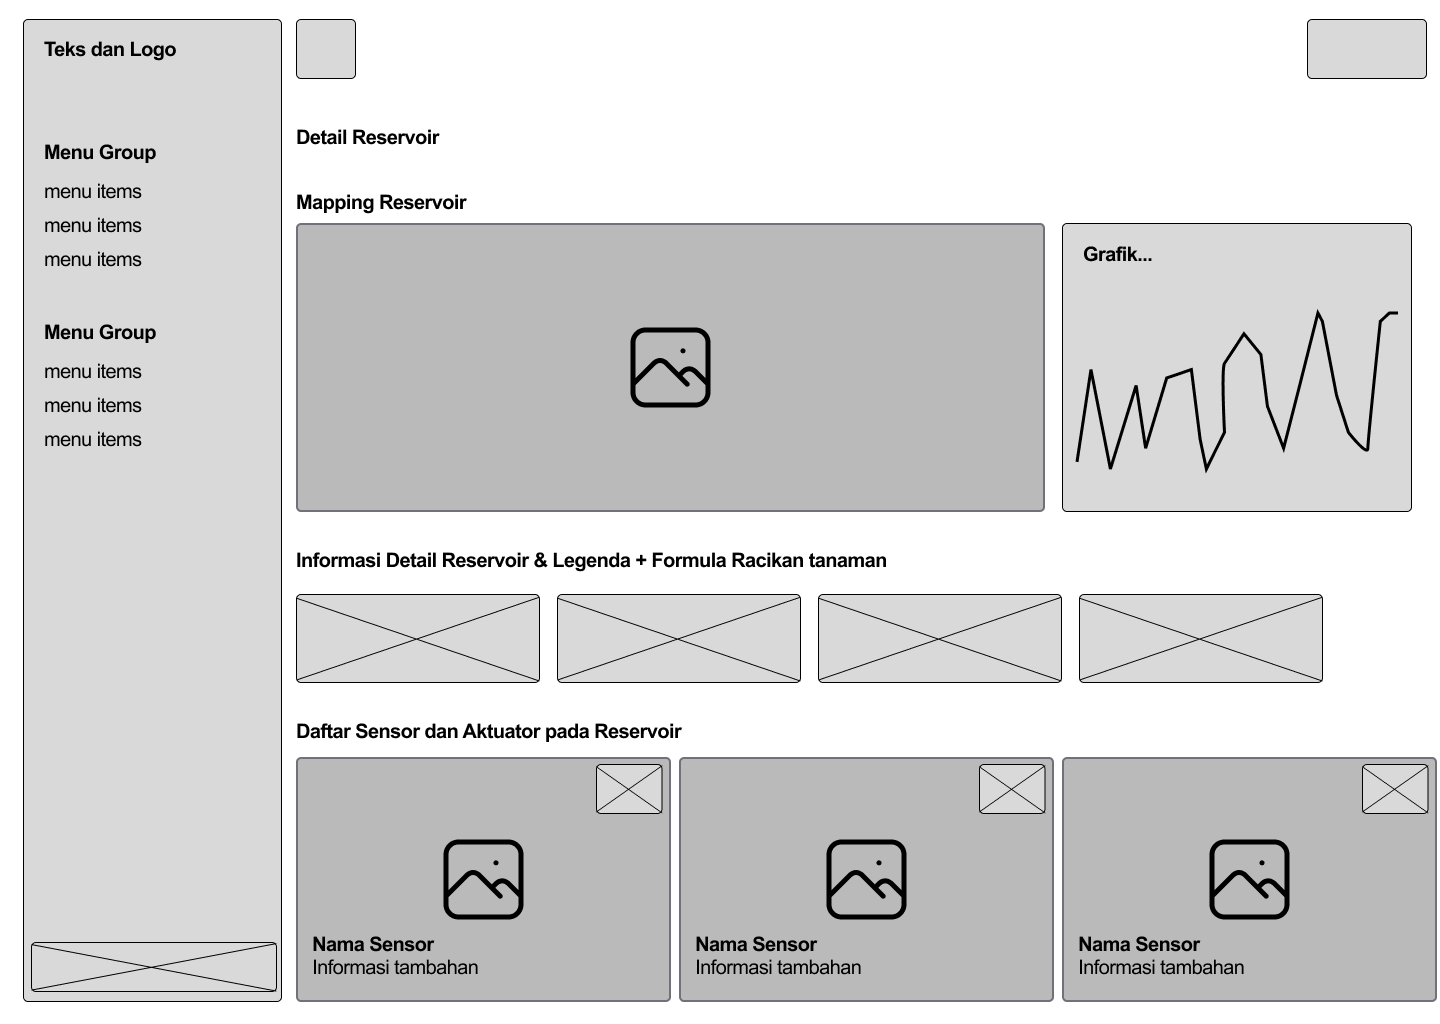 Teks dan Logo
Menu Group
menu items
menu items
menu items
Menu Group
menu items
menu items
menu items
Detail Reservoir
Mapping Reservoir
Grafik...
Informasi Detail Reservoir & Legenda + Formula Racikan tanaman
Daftar Sensor dan Aktuator pada Reservoir
Nama Sensor
Informasi tambahan
Nama Sensor
Informasi tambahan
Nama Sensor
Informasi tambahan